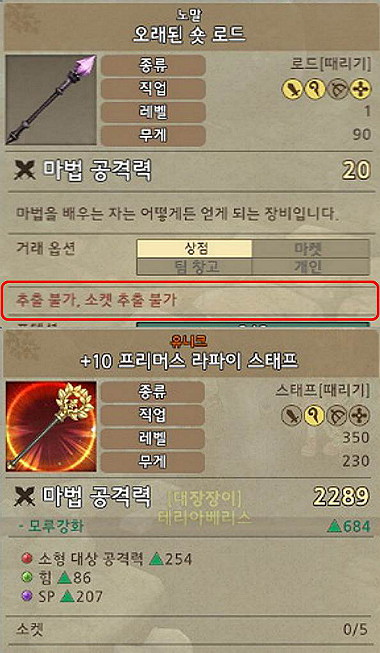 노말
오래된 숏 로드
종류 로드[때리기]
직업
레벨 1
무게 90
마법 공격력 20
마법을 배우는 자는 어떻게든 얻게 되는 장비입니다.
거래 옵션 상점 마켓
팀 창고 개인
추출 불가, 소켓 추출 불가
유니크
+10 프리머스 라파이 스태프
종류 스태프[때리기]
직업
레벨 350
무게 230
마법 공격력 2289
[대장장이]
테리아베리스
- 모루강화 ▲684
소형 대상 공격력 ▲254
힘 ▲86
SP ▲207
소켓 0/5